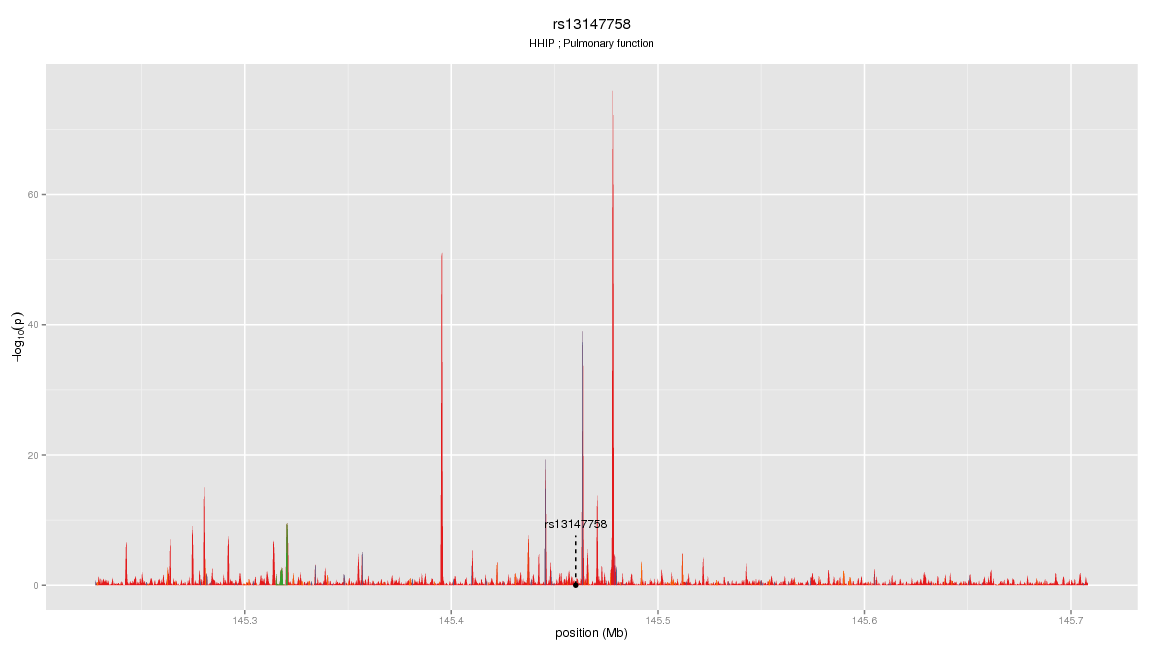 rs13147758
HHIP ; Pulmonary function
−log10(p)
60
40
20
0
rs13147758
145.3 145.4 145.5 145.6 145.7
position (Mb)